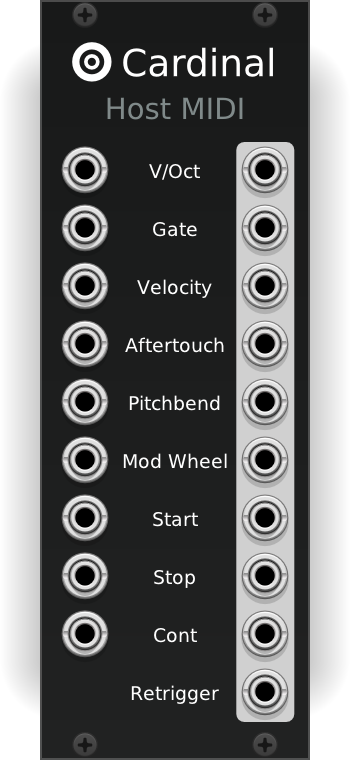 Cardinal
Host MIDI
V/Oct
Gate
Velocity
Aftertouch
Pitchbend
Mod Wheel
Start
Stop
Cont
Retrigger